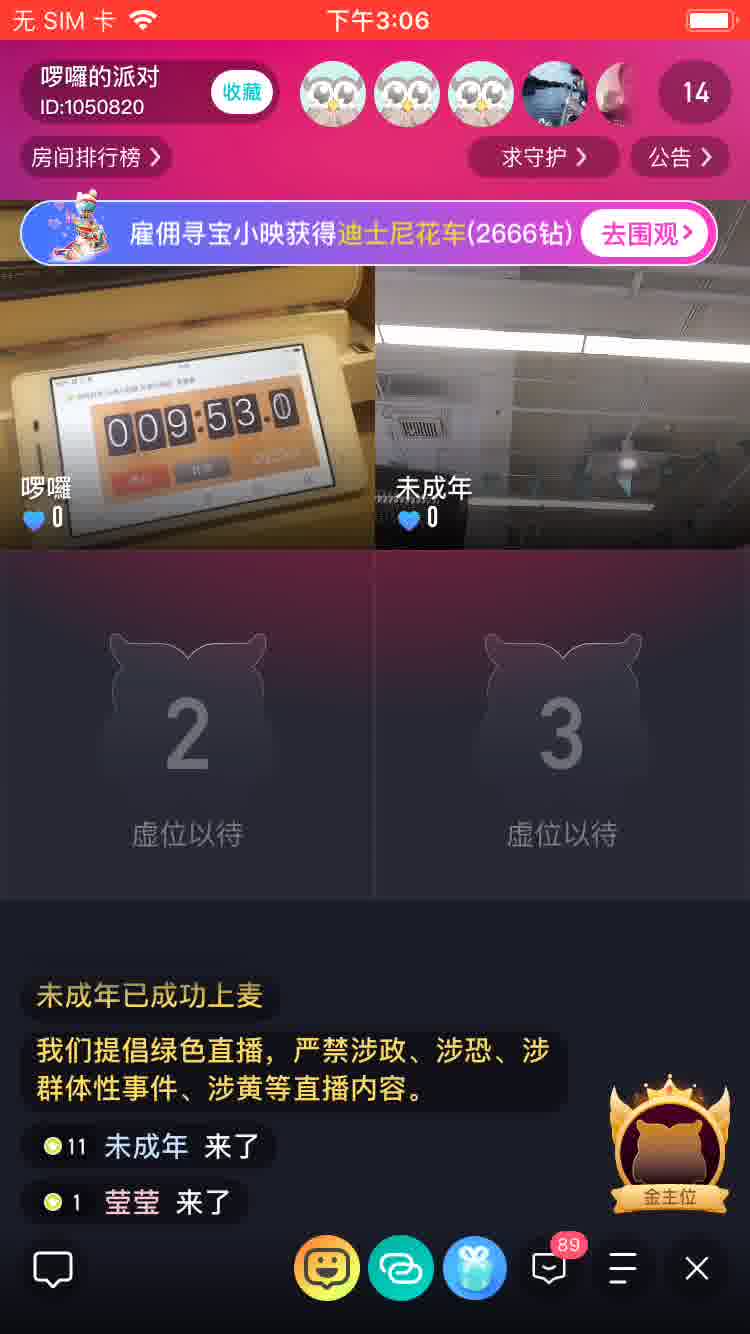 无 SIM 卡
下午3:06
啰囉的派对
ID:1050820
收藏
14
房间排行榜
求守护
公告
雇佣寻宝小映获得迪士尼花车(2666钻)
去围观
009:53.0
啰囉
0
未成年
0
2
虚位以待
3
虚位以待
未成年已成功上麦
我们提倡绿色直播，严禁涉政、涉恐、涉
群体性事件、涉黄等直播内容。
11 未成年 来了
1 莹莹 来了
金主位
89